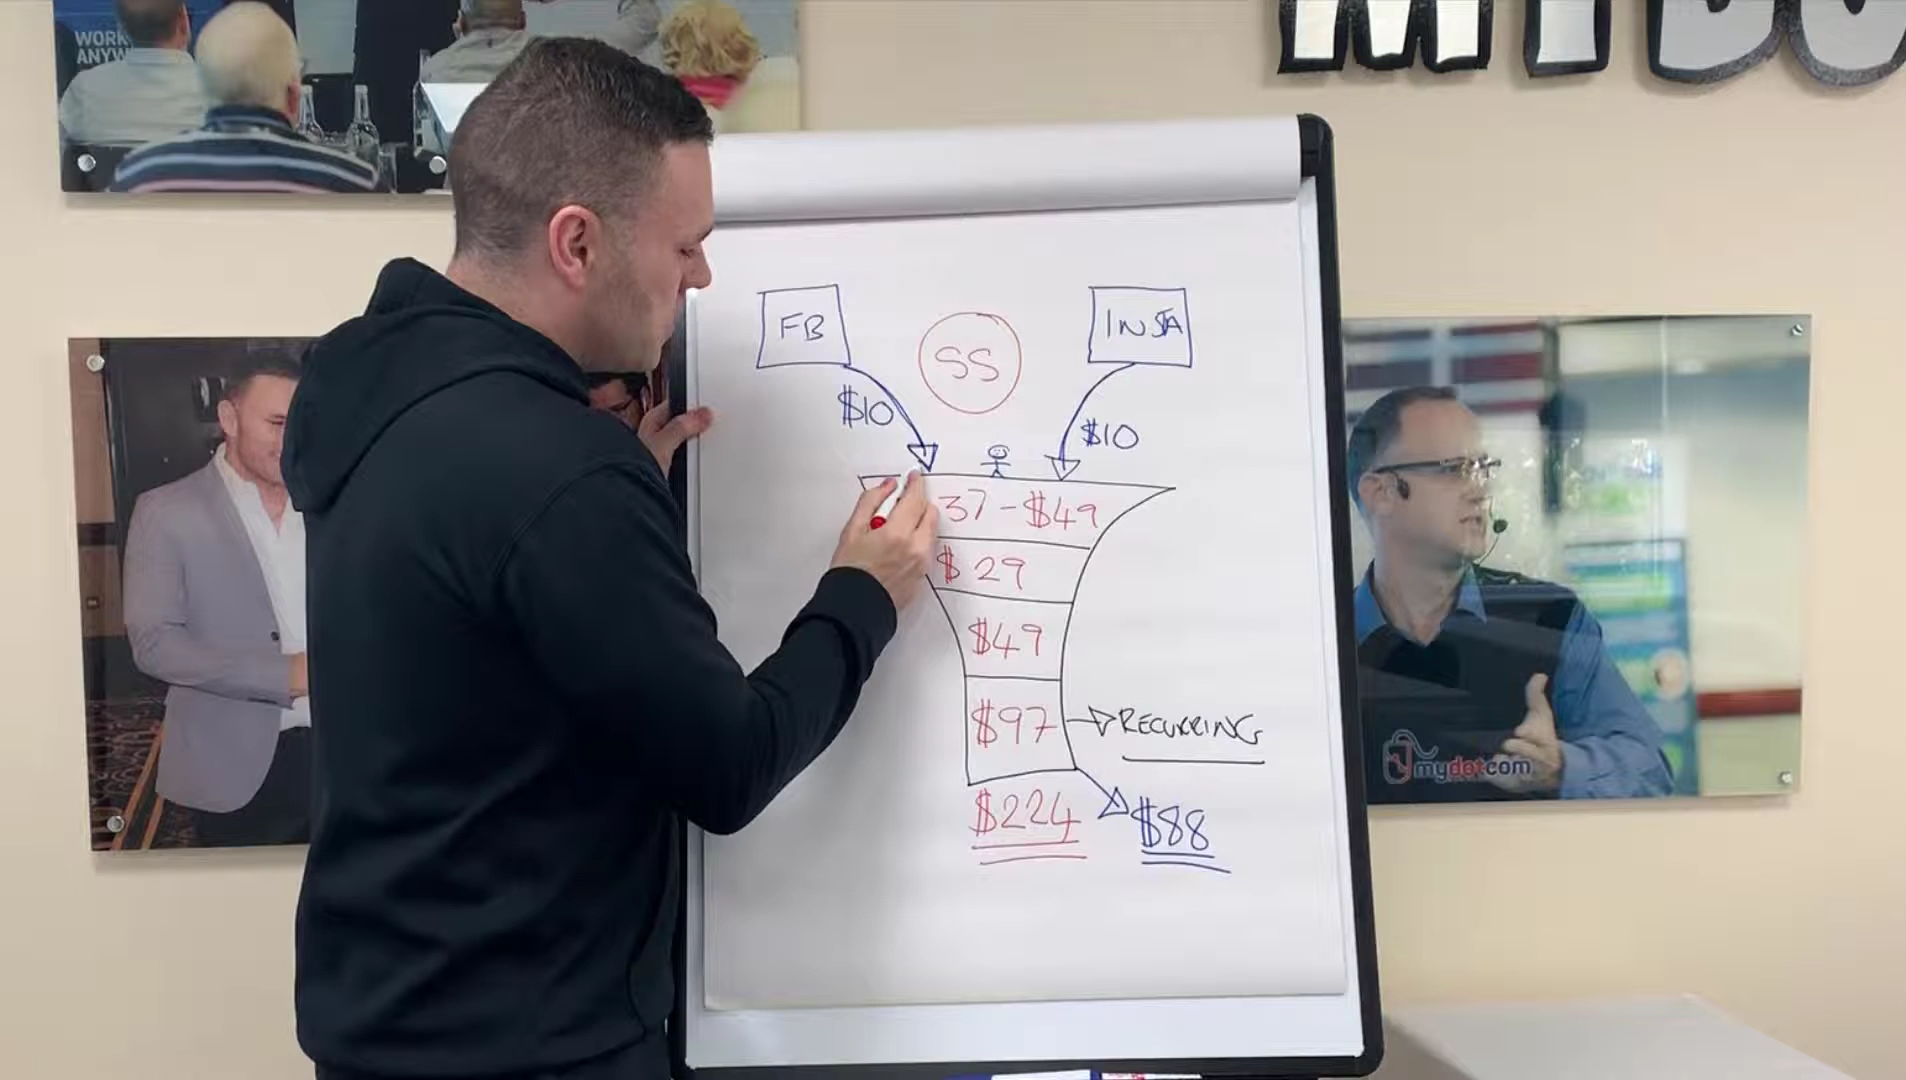 WORK
ANYW
FB
SS
INSTA
$10
$10
37-$49
$29
$49
$97
RECURRING
$224
$88
mydotcom